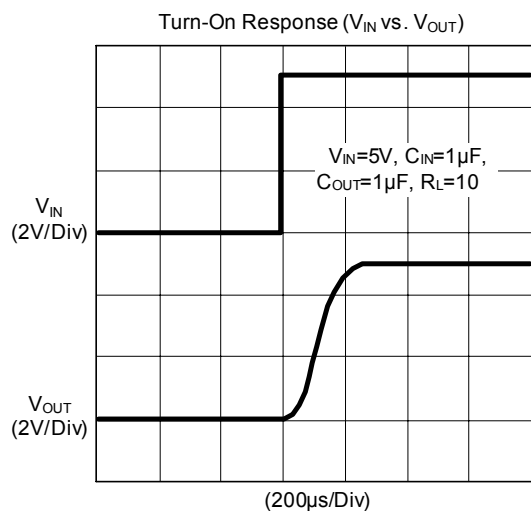 Turn-On Response (VIN vs. VOUT)
VIN=5V, CIN=1µF,
COUT=1µF, RL=10
VIN
(2V/Div)
VOUT
(2V/Div)
(200µs/Div)